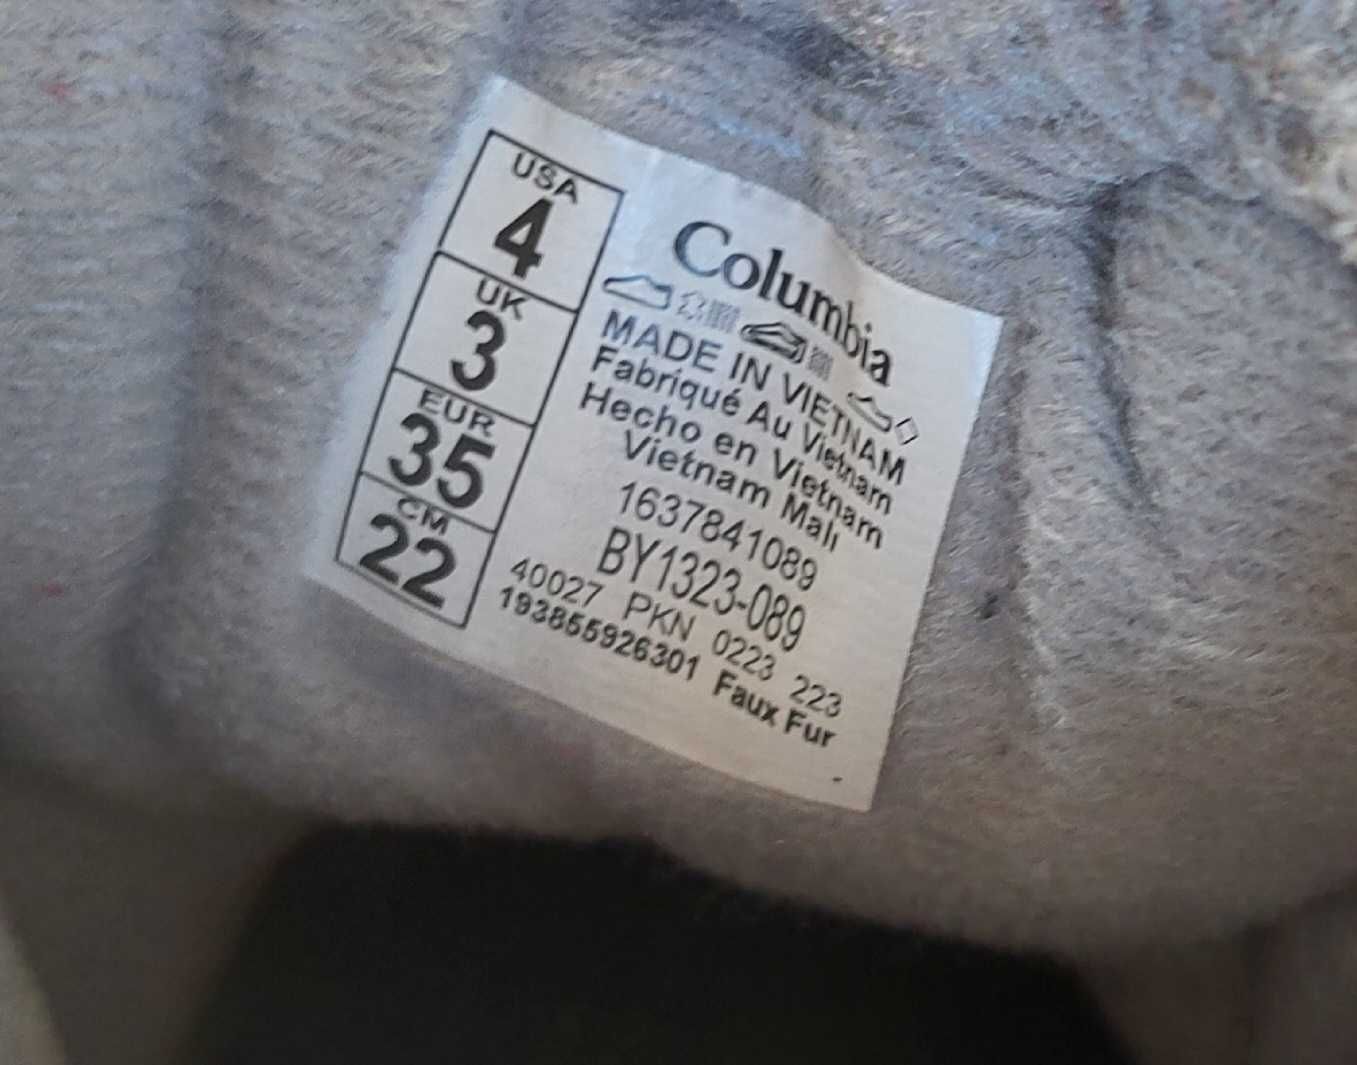 USA
4
UK
3
EUR
35
CM
22
Columbia
MADE IN VIETNAM
Fabriqué Au Vietnam
Hecho en Vietnam
Vietnam Malı
1637841089
BY1323-089
40027 PKN 0223 223
193855926301 Faux Fur